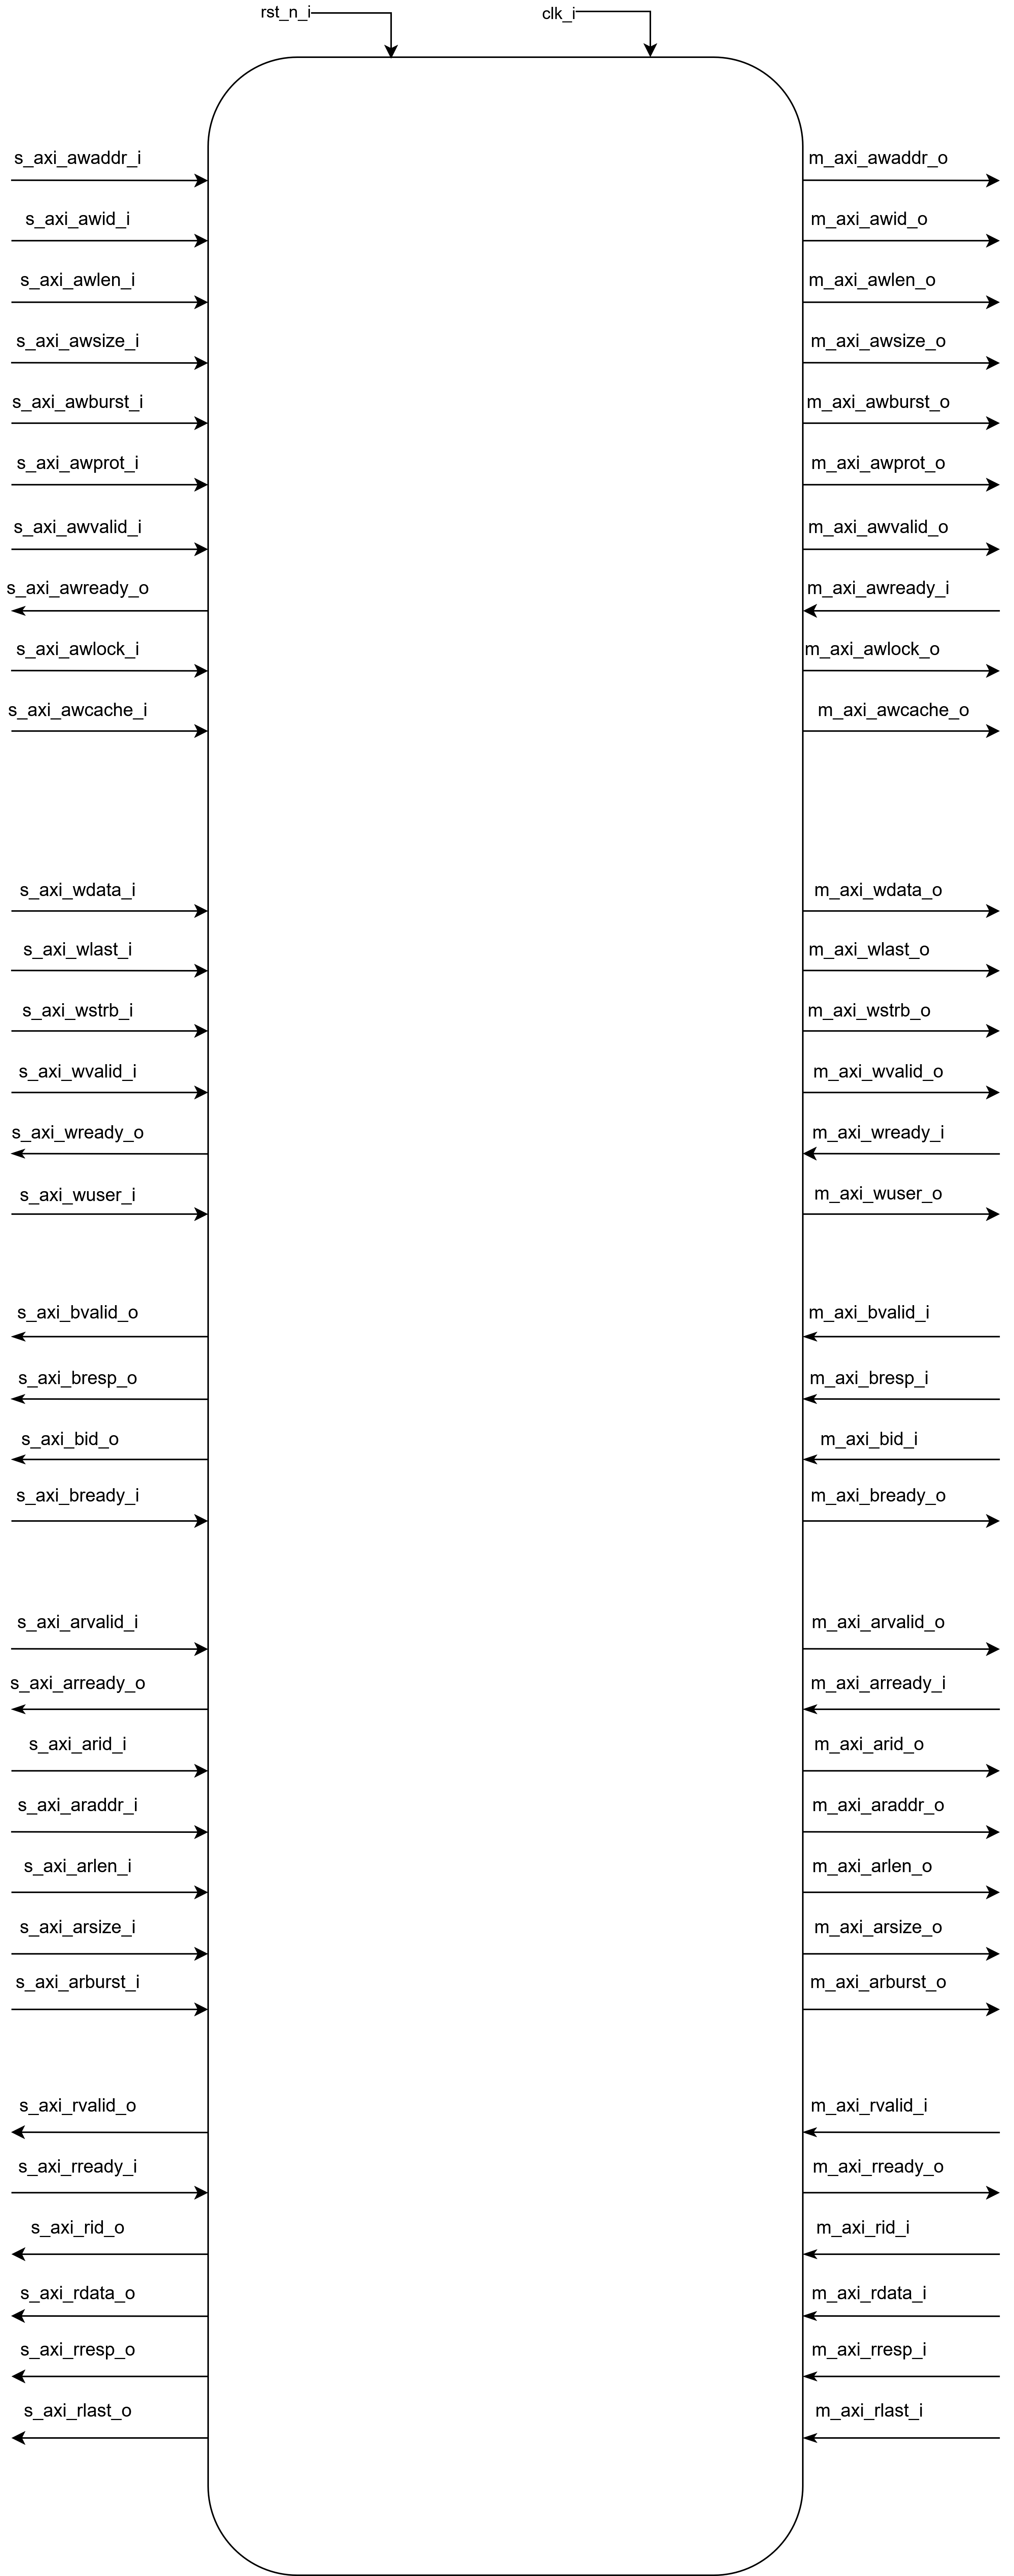 rst_n_i
clk_i
s_axi_awaddr_i
m_axi_awaddr_o
s_axi_awid_i
m_axi_awid_o
s_axi_awlen_i
m_axi_awlen_o
s_axi_awsize_i
m_axi_awsize_o
s_axi_awburst_i
m_axi_awburst_o
s_axi_awprot_i
m_axi_awprot_o
s_axi_awvalid_i
m_axi_awvalid_o
s_axi_awready_o
m_axi_awready_i
s_axi_awlock_i
m_axi_awlock_o
s_axi_awcache_i
m_axi_awcache_o
s_axi_wdata_i
m_axi_wdata_o
s_axi_wlast_i
m_axi_wlast_o
s_axi_wstrb_i
m_axi_wstrb_o
s_axi_wvalid_i
m_axi_wvalid_o
s_axi_wready_o
m_axi_wready_i
s_axi_wuser_i
m_axi_wuser_o
s_axi_bvalid_o
m_axi_bvalid_i
s_axi_bresp_o
m_axi_bresp_i
s_axi_bid_o
m_axi_bid_i
s_axi_bready_i
m_axi_bready_o
s_axi_arvalid_i
m_axi_arvalid_o
s_axi_arready_o
m_axi_arready_i
s_axi_arid_i
m_axi_arid_o
s_axi_araddr_i
m_axi_araddr_o
s_axi_arlen_i
m_axi_arlen_o
s_axi_arsize_i
m_axi_arsize_o
s_axi_arburst_i
m_axi_arburst_o
s_axi_rvalid_o
m_axi_rvalid_i
s_axi_rready_i
m_axi_rready_o
s_axi_rid_o
m_axi_rid_i
s_axi_rdata_o
m_axi_rdata_i
s_axi_rresp_o
m_axi_rresp_i
s_axi_rlast_o
m_axi_rlast_i